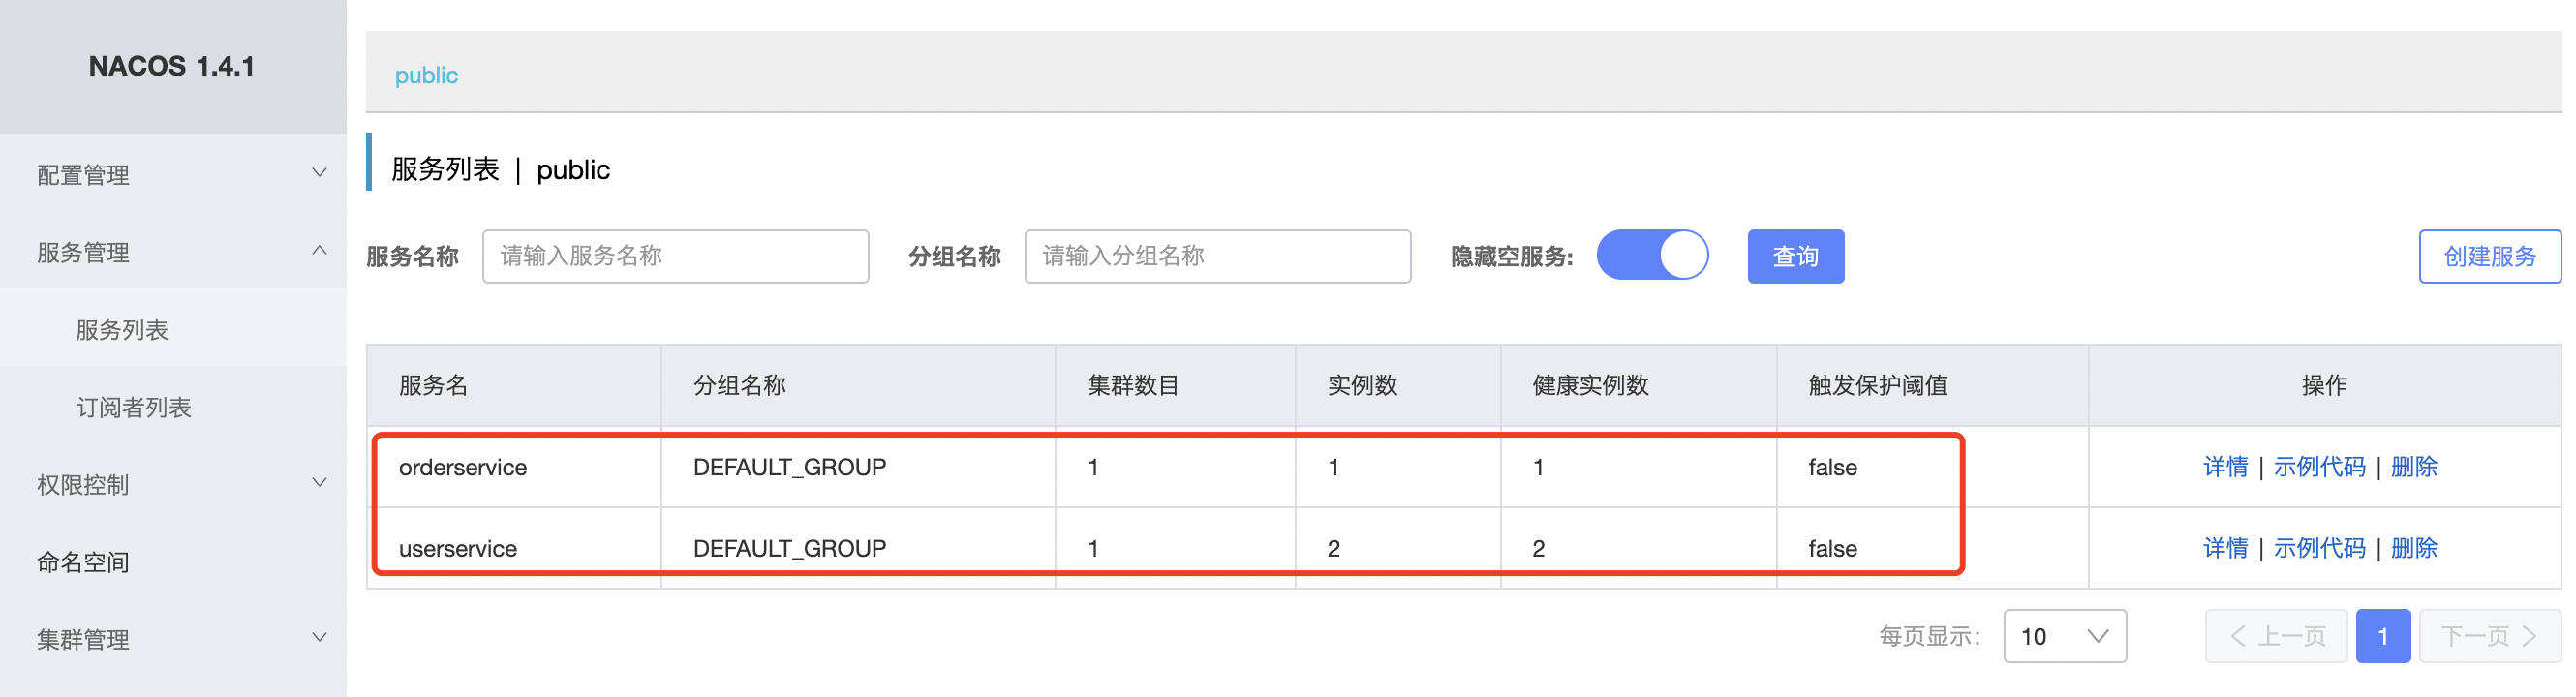 NACOS 1.4.1
配置管理
服务管理
服务列表
订阅者列表
权限控制
命名空间
集群管理
public
服务列表 | public
服务名称 请输入服务名称 分组名称 请输入分组名称 隐藏空服务: 查询 创建服务
服务名 分组名称 集群数目 实例数 健康实例数 触发保护阈值 操作
orderservice DEFAULT_GROUP 1 1 1 false 详情 | 示例代码 | 删除
userservice DEFAULT_GROUP 1 2 2 false 详情 | 示例代码 | 删除
每页显示: 10 上一页 1 下一页